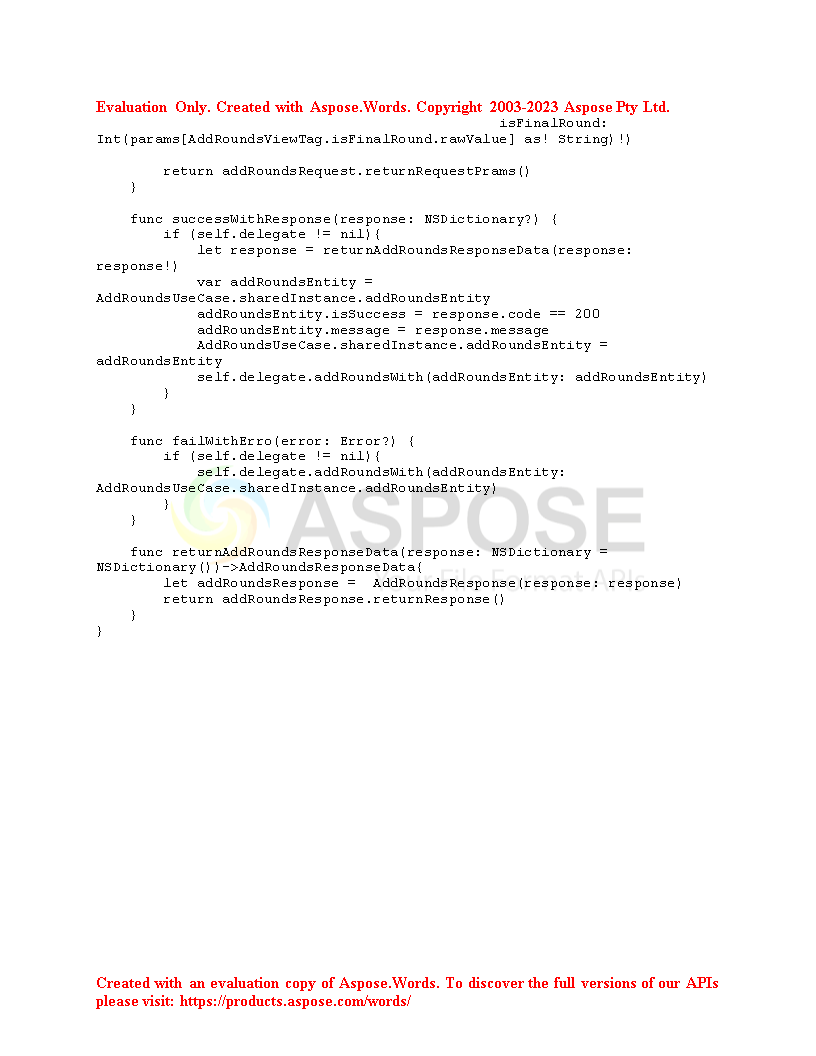 Evaluation Only. Created with Aspose.Words. Copyright 2003-2023 Aspose Pty Ltd.
                                                isFinalRound:
Int(params[AddRoundsViewTag.isFinalRound.rawValue] as! String)!)

        return addRoundsRequest.returnRequestPrams()
    }

    func successWithResponse(response: NSDictionary?) {
        if (self.delegate != nil){
            let response = returnAddRoundsResponseData(response:
response!)
            var addRoundsEntity =
AddRoundsUseCase.sharedInstance.addRoundsEntity
            addRoundsEntity.isSuccess = response.code == 200
            addRoundsEntity.message = response.message
            AddRoundsUseCase.sharedInstance.addRoundsEntity =
addRoundsEntity
            self.delegate.addRoundsWith(addRoundsEntity: addRoundsEntity)
        }
    }

    func failWithErro(error: Error?) {
        if (self.delegate != nil){
            self.delegate.addRoundsWith(addRoundsEntity:
AddRoundsUseCase.sharedInstance.addRoundsEntity)
        }
    }
ASPOSE

    func returnAddRoundsResponseData(response: NSDictionary =
NSDictionary())->AddRoundsResponseData{
        let addRoundsResponse =  AddRoundsResponse(response: response)
File Format APIs
        return addRoundsResponse.returnResponse()
    }
}
Created with an evaluation copy of Aspose.Words. To discover the full versions of our APIs
please visit: https://products.aspose.com/words/